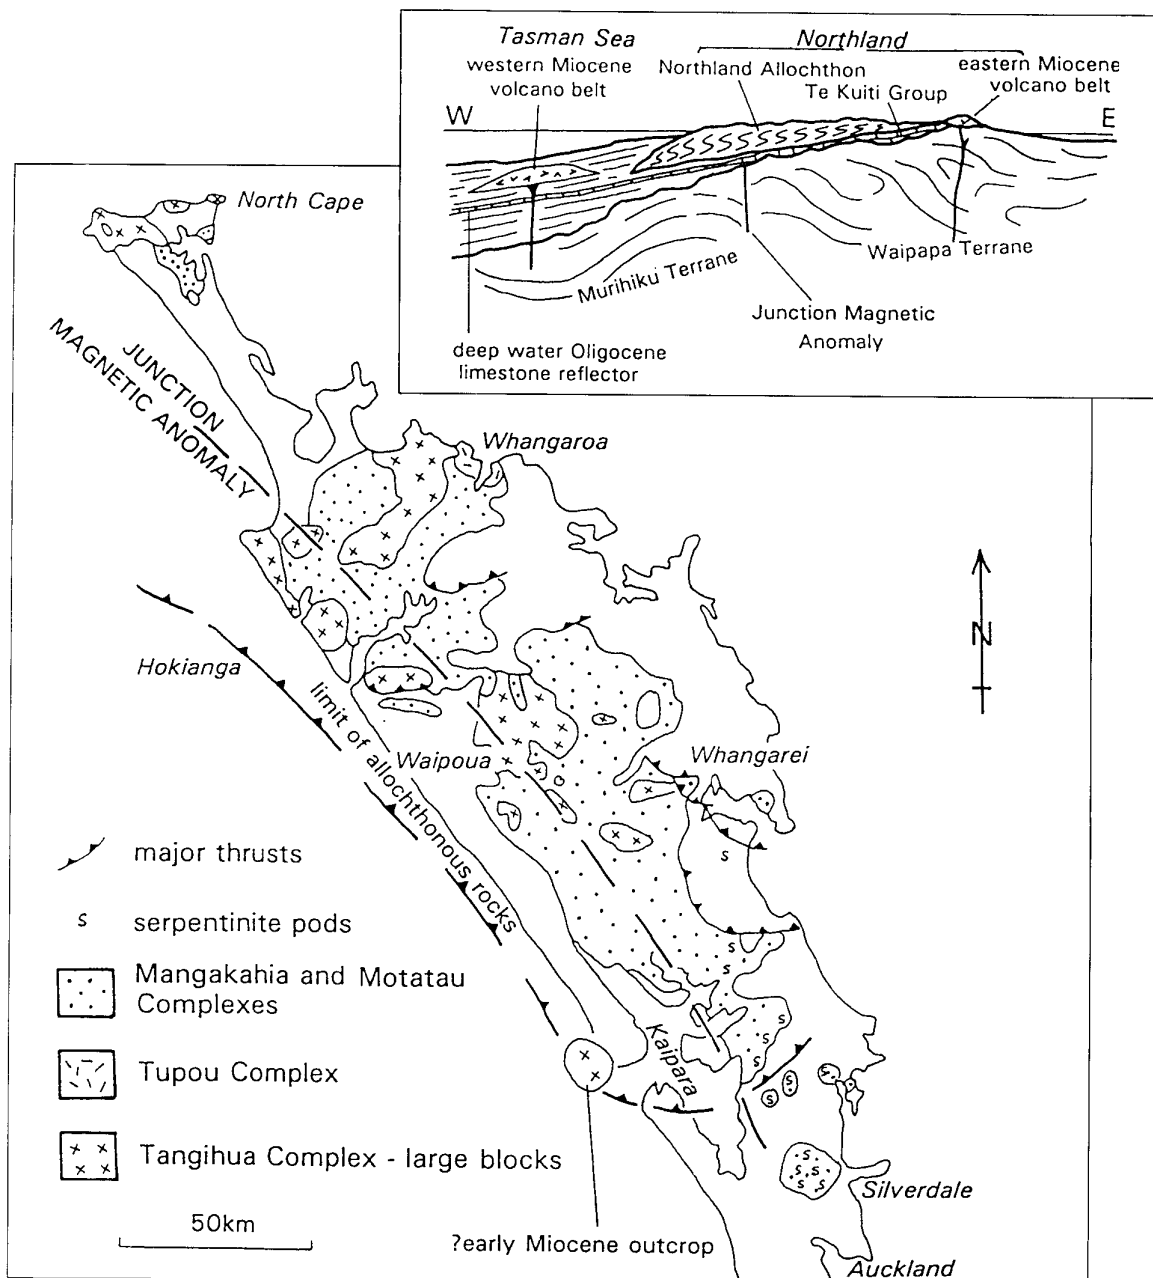 Tasman Sea
Northland
western Miocene
volcano belt
Northland Allochthon
eastern Miocene
volcano belt
Te Kuiti Group
W
E
Waipapa Terrane
Murihiku Terrane
Junction Magnetic
Anomaly
deep water Oligocene
limestone reflector
North Cape
JUNCTION
MAGNETIC ANOMALY
Whangaroa
N
Hokianga
limit of allochthonous rocks
Waipoua
Whangarei
major thrusts
s serpentinite pods
Mangakahia and Motatau
Complexes
Kaipara
Tupou Complex
Tangihua Complex - large blocks
Silverdale
50km
?early Miocene outcrop
Auckland